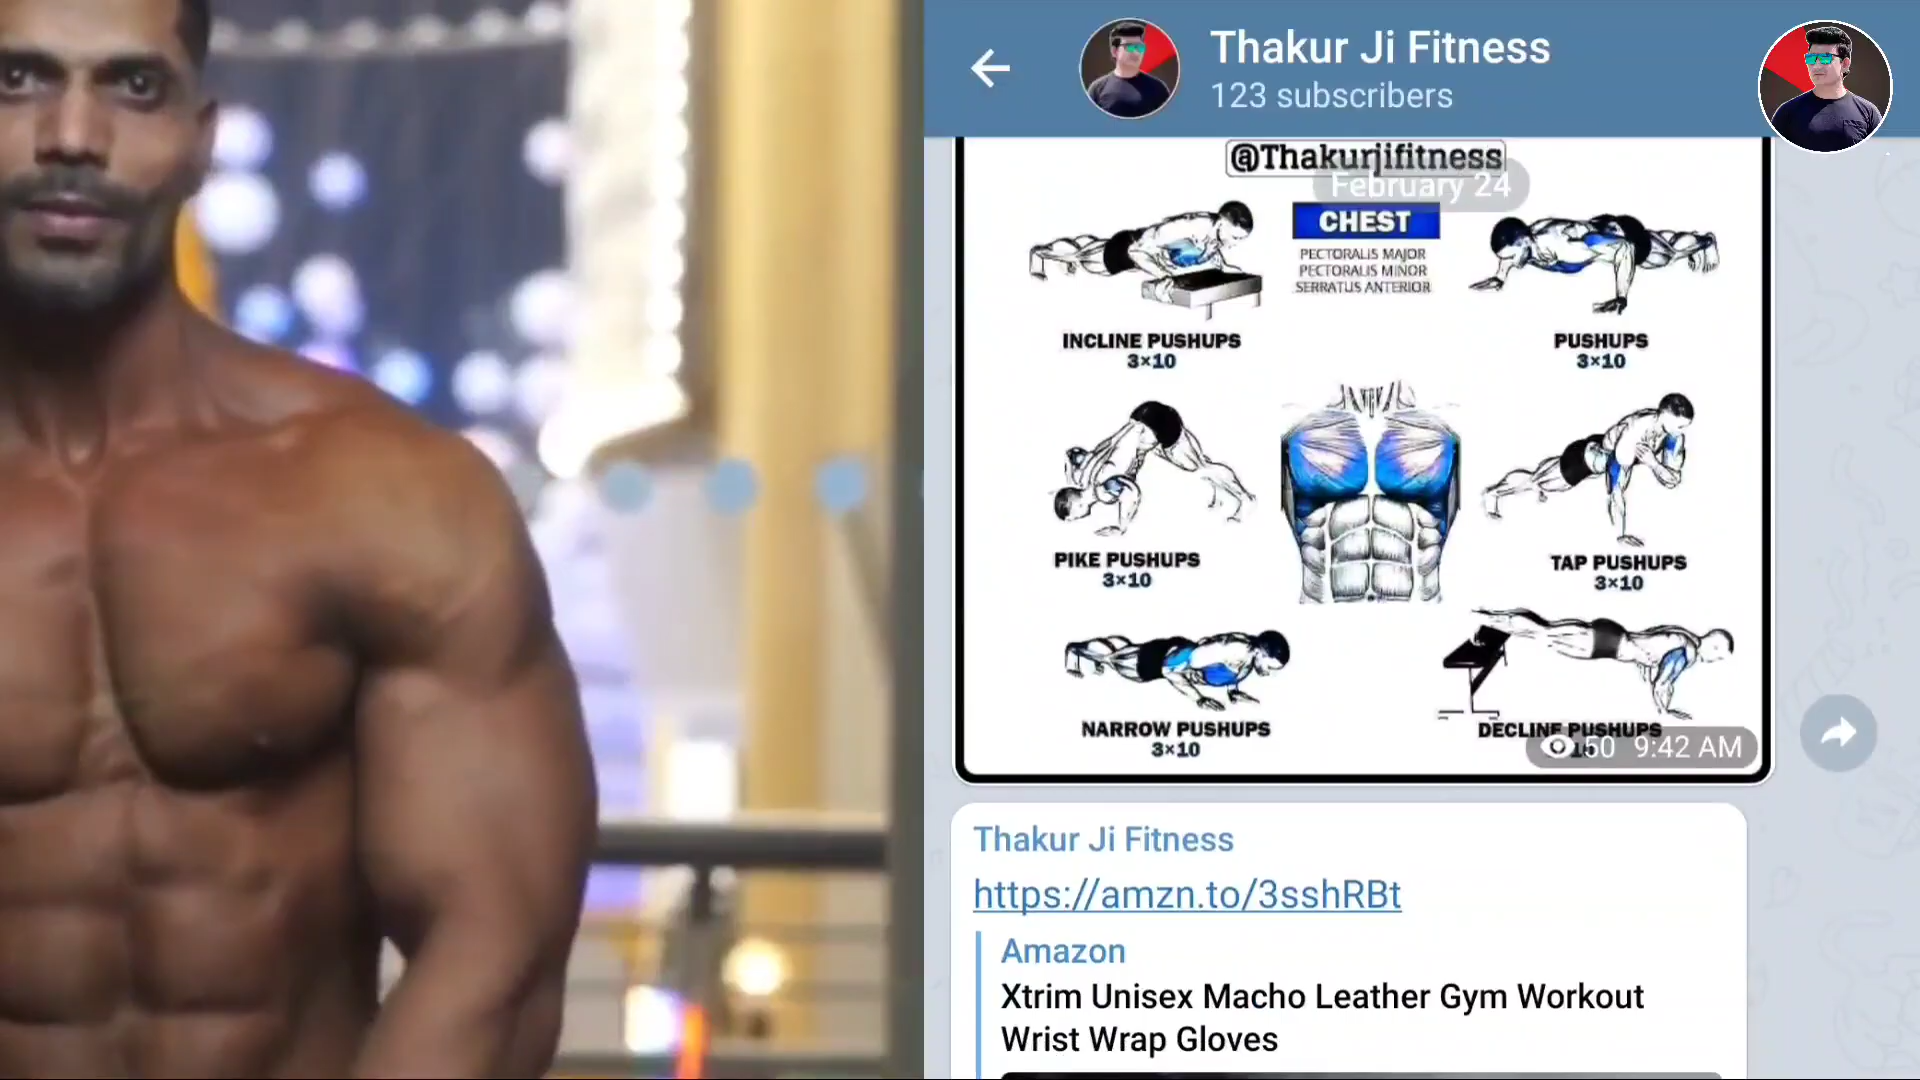 Thakur Ji Fitness
123 subscribers
@Thakurjifitness
February 24
CHEST
PECTORALIS MAJOR
PECTORALIS MINOR
SERRATUS ANTERIOR
INCLINE PUSHUPS
3×10
PUSHUPS
3×10
PIKE PUSHUPS
3×10
TAP PUSHUPS
3×10
NARROW PUSHUPS
3×10
DECLINE PUSHUPS
50 9:42 AM
Thakur Ji Fitness
https://amzn.to/3sshRBt
Amazon
Xtrim Unisex Macho Leather Gym Workout
Wrist Wrap Gloves